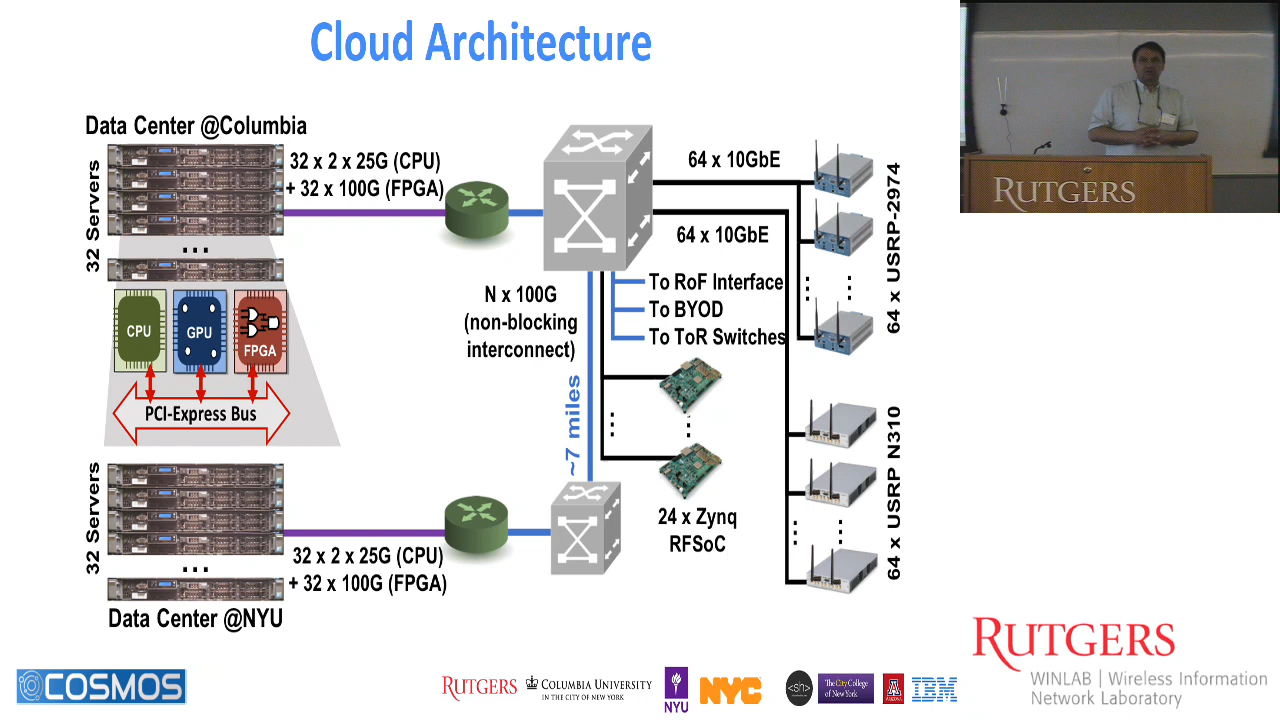 Cloud Architecture
Data Center @Columbia
32 Servers
32 x 2 x 25G (CPU)
+ 32 x 100G (FPGA)
...
CPU
GPU
FPGA
PCI-Express Bus
64 x 10GbE
64 x 10GbE
64 x USRP-2974
To RoF Interface
To BYOD
To ToR Switches
N x 100G
(non-blocking
interconnect)
~7 miles
24 x Zynq
RFSoC
64 x USRP N310
32 Servers
32 x 2 x 25G (CPU)
+ 32 x 100G (FPGA)
...
Data Center @NYU
RUTGERS
COSMOS
RUTGERS
COLUMBIA UNIVERSITY
IN THE CITY OF NEW YORK
NYU
NYC
<sh>
The City College
of New York
A
ARIZONA
IBM
RUTGERS
WINLAB | Wireless Information
Network Laboratory